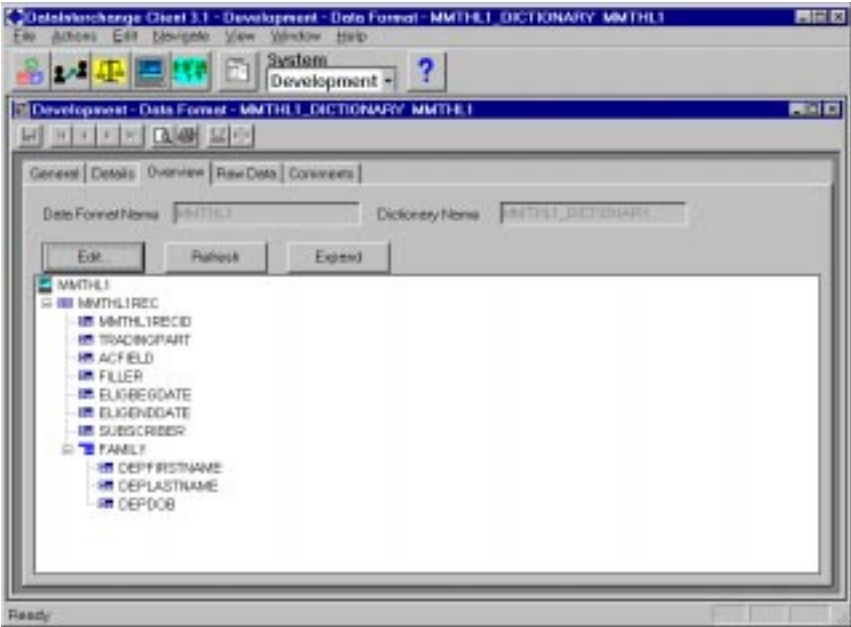 DataInterchange Client 3.1 - Development - Data Format - MMTHL1_DICTIONARY MMTHL1
File Actions Edit Navigate View Window Help
System
Development
?
Development - Data Format - MMTHL1_DICTIONARY MMTHL1
General Details Overview Raw Data Comments
Data Format Name MMTHL1 Dictionary Name MMTHL1_DICTIONARY
Edit... Refresh Expand
MMTHL1
MMTHL1REC
MMTHL1RECID
TRADINGPART
ACFIELD
FILLER
ELIGBEGDATE
ELIGENDDATE
SUBSCRIBER
FAMILY
DEPFIRSTNAME
DEPLASTNAME
DEPDOB
Ready